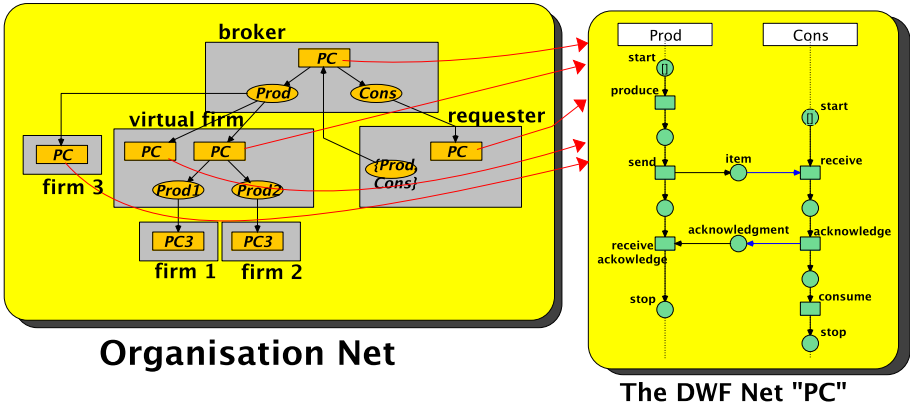 broker
PC
Prod
Cons
virtual firm
requester
PC
PC
PC
PC
{Prod,
Cons}
firm 3
Prod1
Prod2
PC3
PC3
firm 1
firm 2
Organisation Net
Prod
Cons
start
[]
produce
start
[]
send
item
receive
acknowledgment
acknowledge
receive
ackowledge
stop
consume
stop
The DWF Net "PC"